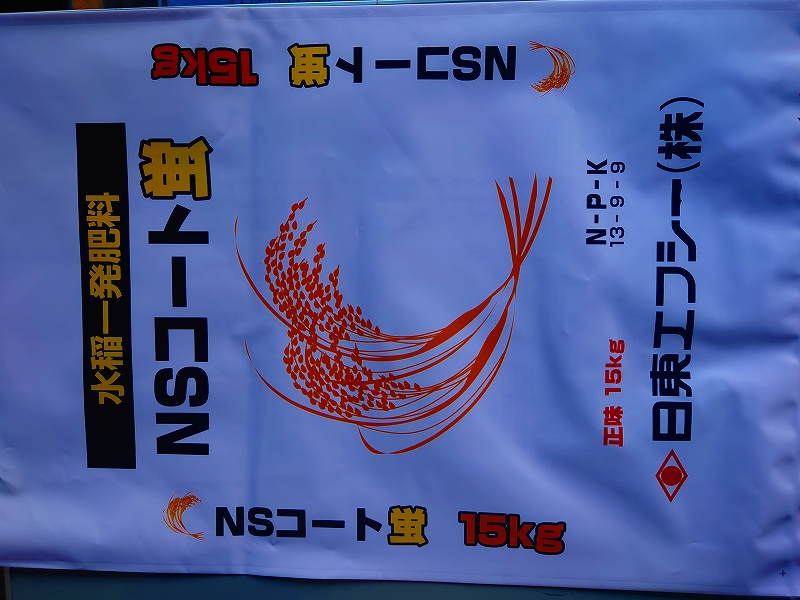 水稲一発肥料
NSコート蛍
NSコート蛍 15kg
NSコート蛍 15kg
正味 15kg
N-P-K
13-9-9
日東エフシー(株)